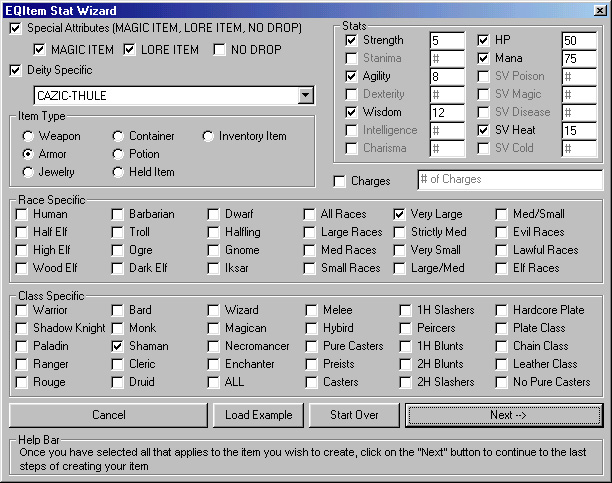 EQItem Stat Wizard
Special Attributes (MAGIC ITEM, LORE ITEM, NO DROP)
MAGIC ITEM LORE ITEM NO DROP
Deity Specific
CAZIC-THULE
Item Type
Weapon Container Inventory Item
Armor Potion
Jewelry Held Item
Stats
Strength 5 HP 50
Stanima # Mana 75
Agility 8 SV Poison #
Dexterity # SV Magic #
Wisdom 12 SV Disease #
Intelligence # SV Heat 15
Charisma # SV Cold #
Charges # of Charges
Race Specific
Human Barbarian Dwarf All Races Very Large Med/Small
Half Elf Troll Halfling Large Races Strictly Med Evil Races
High Elf Ogre Gnome Med Races Very Small Lawful Races
Wood Elf Dark Elf Iksar Small Races Large/Med Elf Races
Class Specific
Warrior Bard Wizard Melee 1H Slashers Hardcore Plate
Shadow Knight Monk Magican Hybird Peircers Plate Class
Paladin Shaman Necromancer Pure Casters 1H Blunts Chain Class
Ranger Cleric Enchanter Preists 2H Blunts Leather Class
Rouge Druid ALL Casters 2H Slashers No Pure Casters
Cancel Load Example Start Over Next -->
Help Bar
Once you have selected all that applies to the item you wish to create, click on the "Next" button to continue to the last
steps of creating your item